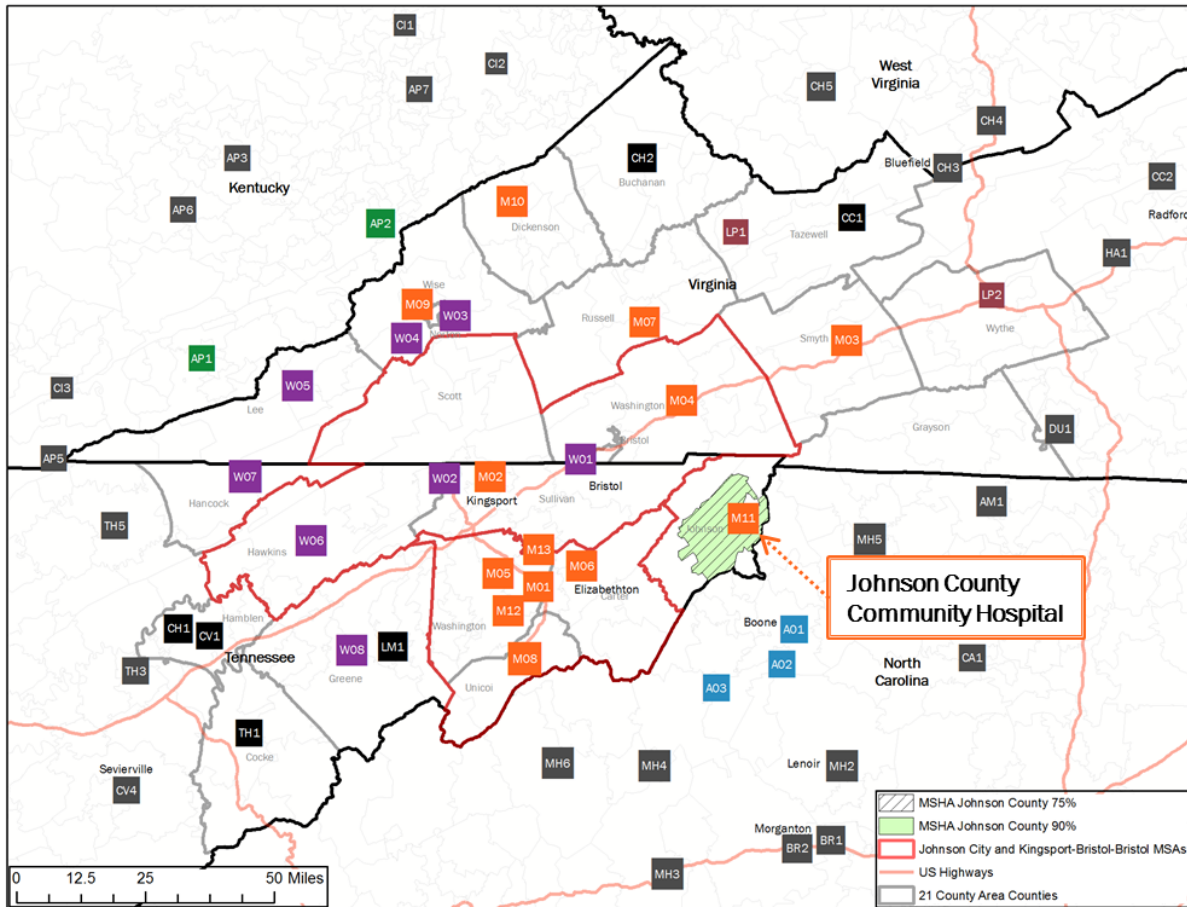 CI1
CI2
AP7
West
Virginia
CH5
CH4
AP3
Kentucky
CH2
Buchanan
Bluefield
CH3
CC2
AP6
M10
AP2
Dickenson
LP1
Tazewell
CC1
Radford
HA1
Wise
Virginia
M09
W03
W04
Russell
M07
LP2
Wythe
Smyth
M03
AP1
CI3
W05
Lee
Scott
Washington
M04
Grayson
DU1
Bristol
AP5
W07
W02
M02
W01
Kingsport
Sullivan
Bristol
Hancock
AM1
TH5
Hawkins
W06
Johnson
M11
MH5
M13
M05
M06
M01
Elizabethton
Carter
M12
Johnson County
Community Hospital
Hamblen
CH1
CV1
Washington
Boone
AO1
Tennessee
W08
LM1
Greene
M08
AO2
North
Carolina
CA1
TH3
Unicoi
AO3
TH1
Cocke
Sevierville
CV4
MH6
MH4
Lenoir
MH2
Morganton
BR2
BR1
MH3
MSHA Johnson County 75%
MSHA Johnson County 90%
Johnson City and Kingsport-Bristol-Bristol MSAs
US Highways
21 County Area Counties
0 12.5 25 50 Miles